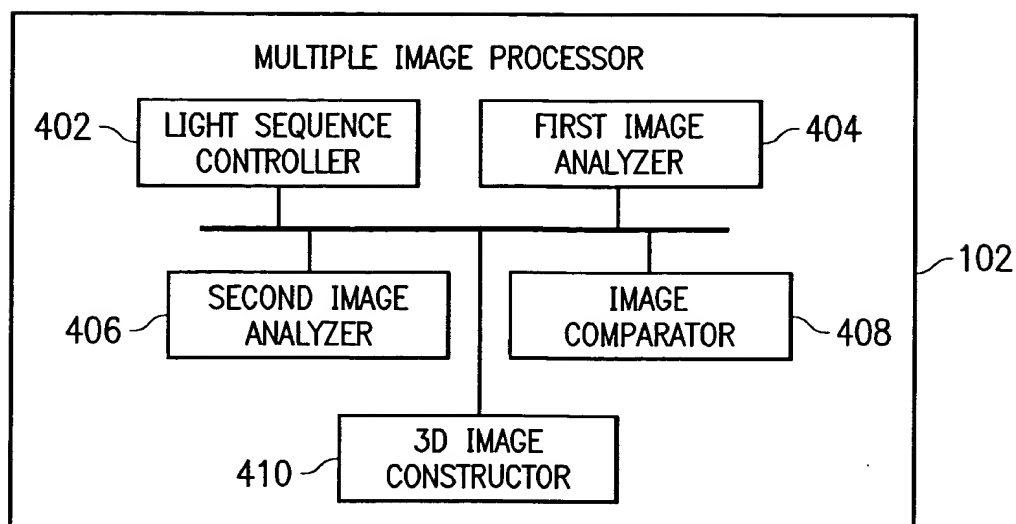 MULTIPLE IMAGE PROCESSOR
402
LIGHT SEQUENCE
CONTROLLER
FIRST IMAGE
ANALYZER
404
102
406
SECOND IMAGE
ANALYZER
IMAGE
COMPARATOR
408
410
3D IMAGE
CONSTRUCTOR